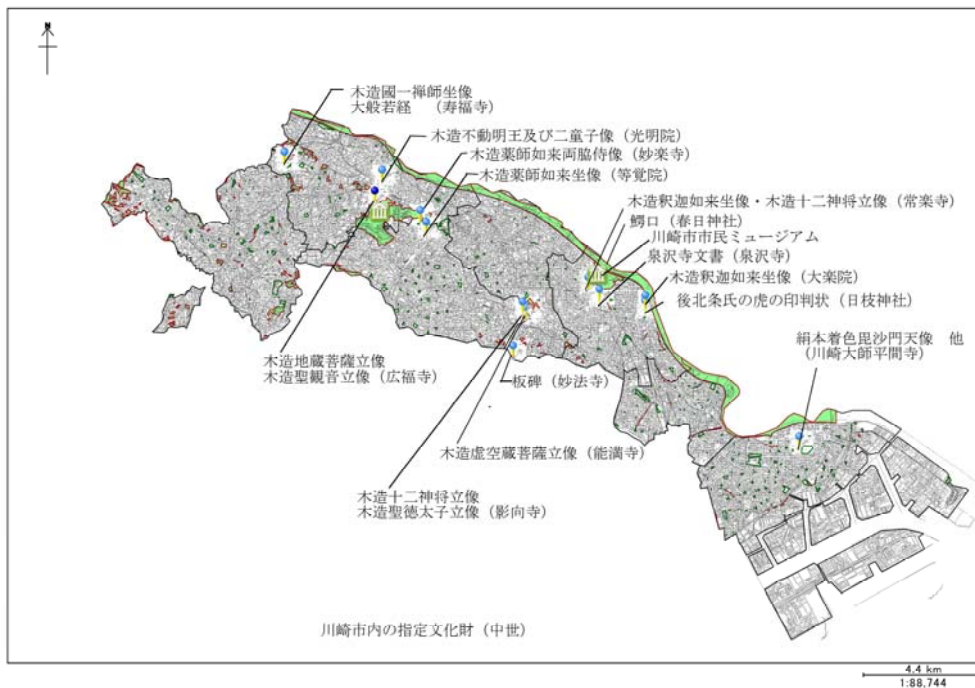 N
木造國一禅師坐像
大般若経 （寿福寺）
木造不動明王及び二童子像（光明院）
木造薬師如来両脇侍像（妙楽寺）
木造薬師如来坐像（等覚院）
木造釈迦如来坐像・木造十二神将立像（常楽寺）
鰐口（春日神社）
川崎市市民ミュージアム
泉沢寺文書（泉沢寺）
木造釈迦如来坐像（大楽院）
後北条氏の虎の印判状（日枝神社）
絹本着色毘沙門天像 他
（川崎大師平間寺）
木造地蔵菩薩立像
木造聖観音立像（広福寺）
板碑（妙法寺）
木造虚空蔵菩薩立像（能満寺）
木造十二神将立像
木造聖徳太子立像（影向寺）
川崎市内の指定文化財（中世）
4.4 km
1:88,744